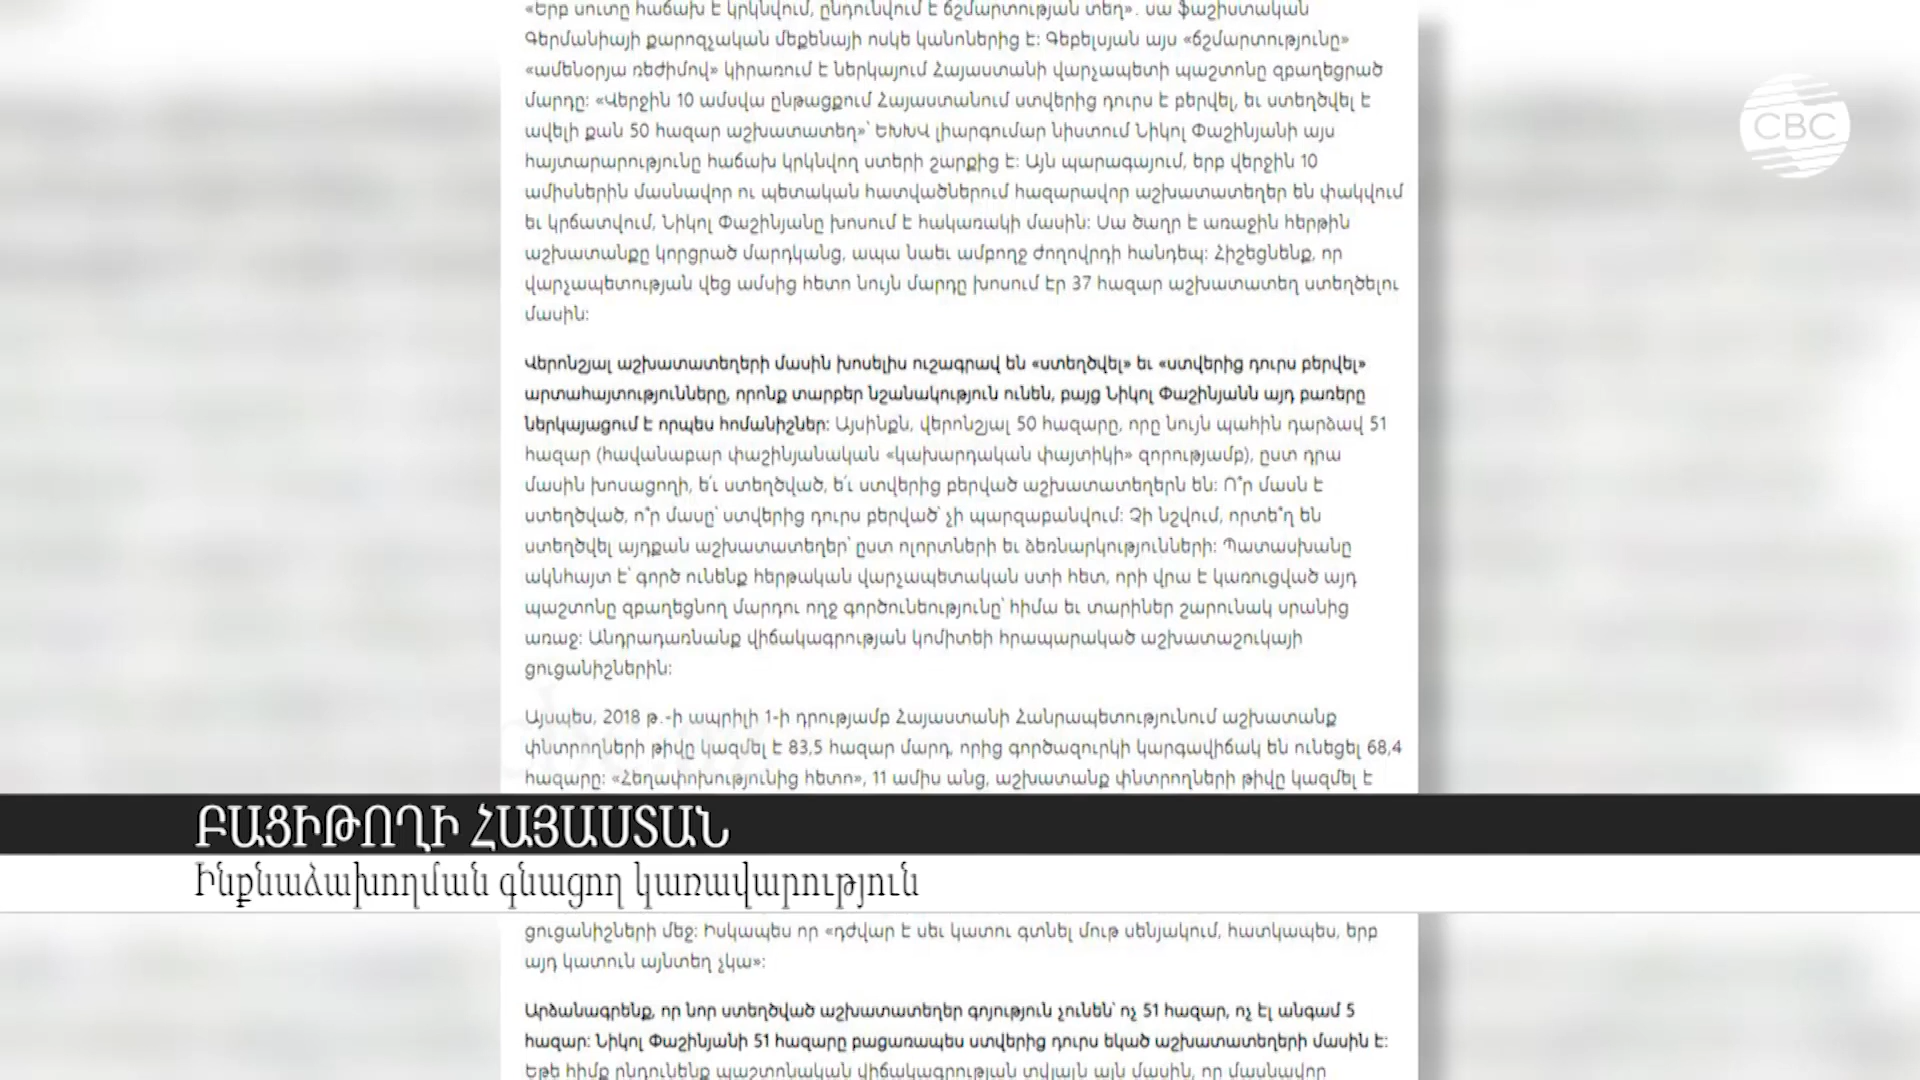 «Երբ սուտը հաճախ է կրկնվում, ընդունվում է ճշմարտության տեղ». սա ֆաշիստական
Գերմանիայի քարոզչական մեքենայի ոսկե կանոներից է: Գեբելսյան այս «ճշմարտությունը»
«ամենօրյա ռեժիմով» կիրառում է ներկայում Հայաստանի վարչապետի պաշտոնը զբաղեցրած
մարդը: «Վերջին 10 ամսվա ընթացքում Հայաստանում ստվերից դուրս է բերվել, եւ ստեղծվել է
ավելի քան 50 հազար աշխատատեղ»՝ ԵԽԽՎ լիարգումար նիստում Նիկոլ Փաշինյանի այս
հայտարարությունը հաճախ կրկնվող ստերի շարքից է: Այն պարագայում, երբ վերջին 10
ամիսներին մասնավոր ու պետական հատվածներում հազարավոր աշխատատեղեր են փակվում
եւ կրճատվում, Նիկոլ Փաշինյանը խոսում է հակառակի մասին: Սա ծաղր է առաջին հերթին
աշխատանքը կորցրած մարդկանց, ապա նաեւ ամբողջ ժողովրդի հանդեպ: Հիշեցնենք, որ
վարչապետության վեց ամսից հետո նույն մարդը խոսում էր 37 հազար աշխատատեղ ստեղծելու
մասին:
Վերոնշյալ աշխատատեղերի մասին խոսելիս ուշագրավ են «ստեղծվել» եւ «ստվերից դուրս բերվել»
արտահայտությունները, որոնք տարբեր նշանակություն ունեն, բայց Նիկոլ Փաշինյանն այդ բառերը
ներկայացում է որպես հոմանիշներ: Այսինքն, վերոնշյալ 50 հազարը, որը նույն պահին դարձավ 51
հազար (հավանաբար փաշինյանական «կախարդական փայտիկի» զորությամբ), ըստ դրա
մասին խոսացողի, ե՛ւ ստեղծված, ե՛ւ ստվերից բերված աշխատատեղերն են: Ո՞ր մասն է
ստեղծված, ո՞ր մասը՝ ստվերից դուրս բերված՝ չի պարզաբանվում: Չի նշվում, որտե՞ղ են
ստեղծվել այդքան աշխատատեղեր՝ ըստ ոլորտների եւ ձեռնարկությունների: Պատասխանը
ակնհայտ է՝ գործ ունենք հերթական վարչապետական ստի հետ, որի վրա է կառուցված այդ
պաշտոնը զբաղեցնող մարդու ողջ գործունեությունը՝ հիմա եւ տարիներ շարունակ սրանից
առաջ: Անդրադառնանք վիճակագրության կոմիտեի հրապարակած աշխատաշուկայի
ցուցանիշներին:
Այսպես, 2018 թ.-ի ապրիլի 1-ի դրությամբ Հայաստանի Հանրապետությունում աշխատանք
փնտրողների թիվը կազմել է 83,5 հազար մարդ, որից գործազուրկի կարգավիճակ են ունեցել 68,4
հազարը: «Հեղափոխությունից հետո», 11 ամիս անց, աշխատանք փնտրողների թիվը կազմել է
ԲԱՑԻԹՈՂԻ ՀԱՅԱՍՏԱՆ
Ինքնաձախողման գնացող կառավարություն
ցուցանիշների մեջ: Իսկապես որ «դժվար է սեւ կատու գտնել մութ սենյակում, հատկապես, երբ
այդ կատուն այնտեղ չկա»:
Արձանագրենք, որ նոր ստեղծված աշխատատեղեր գոյություն չունեն՝ ոչ 51 հազար, ոչ էլ անգամ 5
հազար: Նիկոլ Փաշինյանի 51 հազարը բացառապես ստվերից դուրս եկած աշխատատեղերի մասին է:
Եթե հիմք ընդունենք պաշտոնական վիճակագրության տվյալն այն մասին, որ մասնավոր
CBC